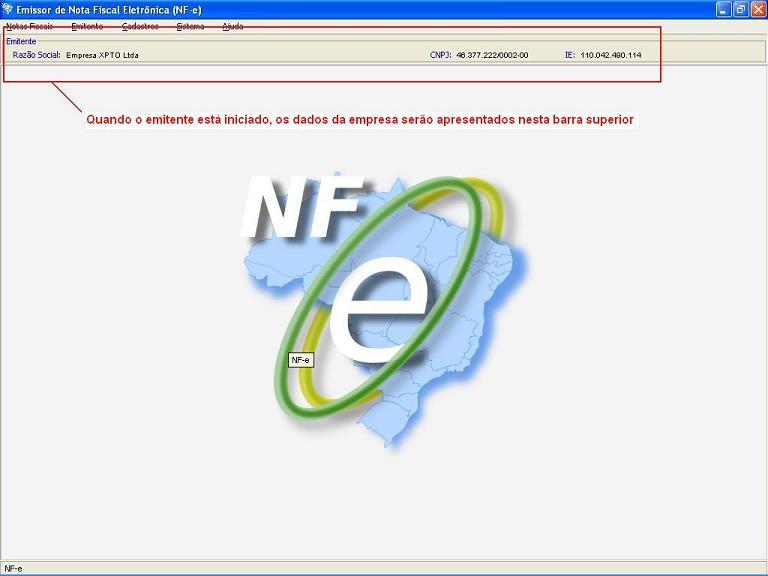 Emissor de Nota Fiscal Eletrônica (NF-e)
Notas Fiscais Emitente Cadastros Sistema Ajuda
Emitente
Razão Social: Empresa XPTO Ltda CNPJ: 46.377.222/0002-00 IE: 110.042.490.114
Quando o emitente está iniciado, os dados da empresa serão apresentados nesta barra superior
NF
e
NF-e
NF-e